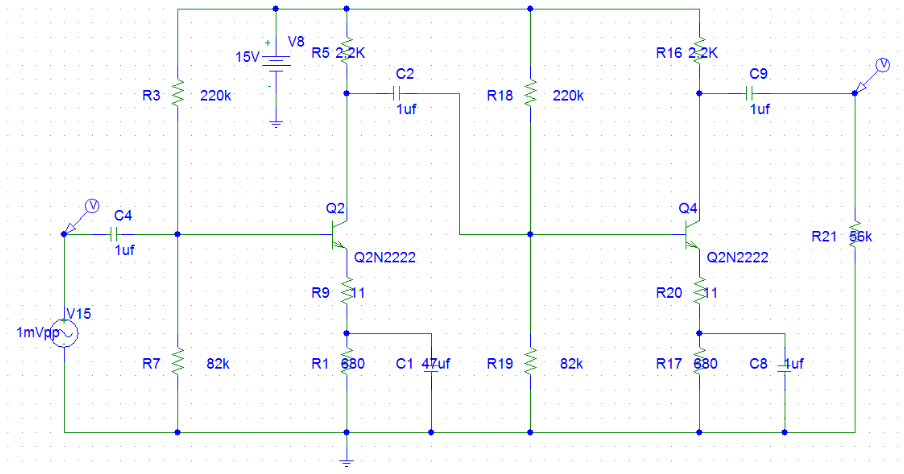 V8
15V
+
-
R5 2.2K
R16 2.2K
C2
1uf
C9
1uf
V
R3 220k
R18 220k
V
C4
1uf
Q2
Q2N2222
Q4
Q2N2222
R21 56k
R9 11
R20 11
V15
1mVpp
+
-
R7 82k
R1 680
C1 47uf
R19 82k
R17 680
C8 1uf